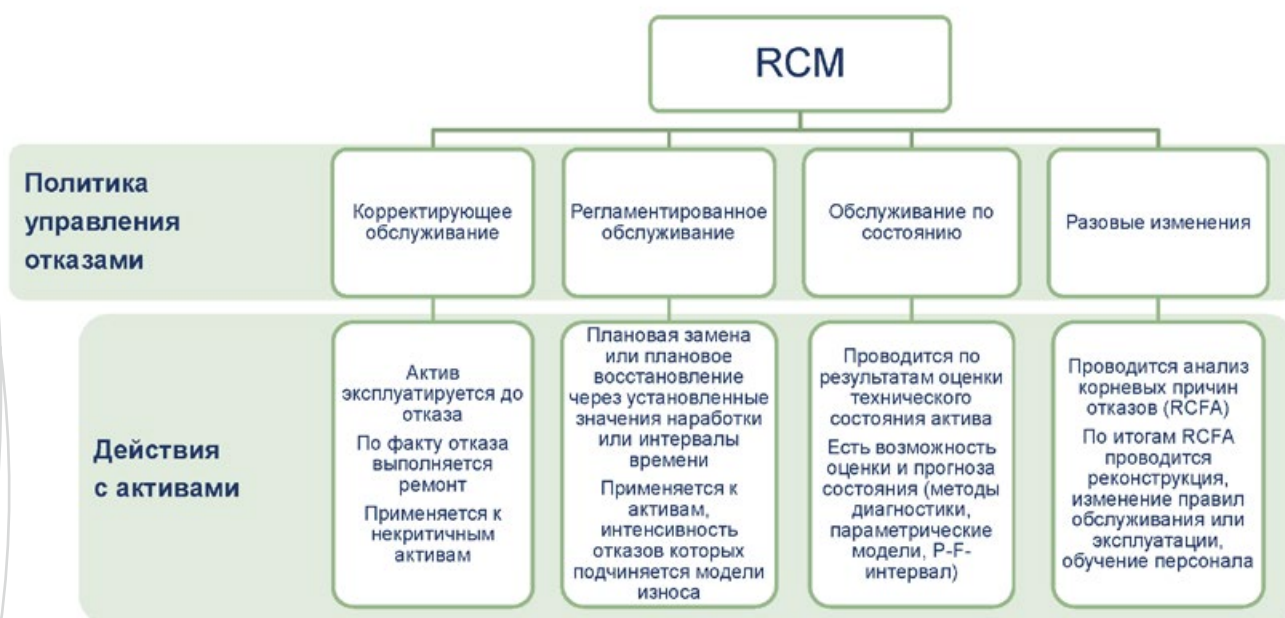 RCM
Политика
управления
отказами
Корректирующее
обслуживание
Регламентированное
обслуживание
Обслуживание по
состоянию
Разовые изменения
Действия
с активами
Актив
эксплуатируется до
отказа
По факту отказа
выполняется
ремонт
Применяется к
некритичным
активам
Плановая замена
или плановое
восстановление
через установленные
значения наработки
или интервалы
времени
Применяется к
активам,
интенсивность
отказов которых
подчиняется модели
износа
Проводится по
результатам оценки
технического
состояния актива
Есть возможность
оценки и прогноза
состояния (методы
диагностики,
параметрические
модели, P-F-
интервал)
Проводится анализ
корневых причин
отказов (RCFA)
По итогам RCFA
проводится
реконструкция,
изменение правил
обслуживания или
эксплуатации,
обучение персонала